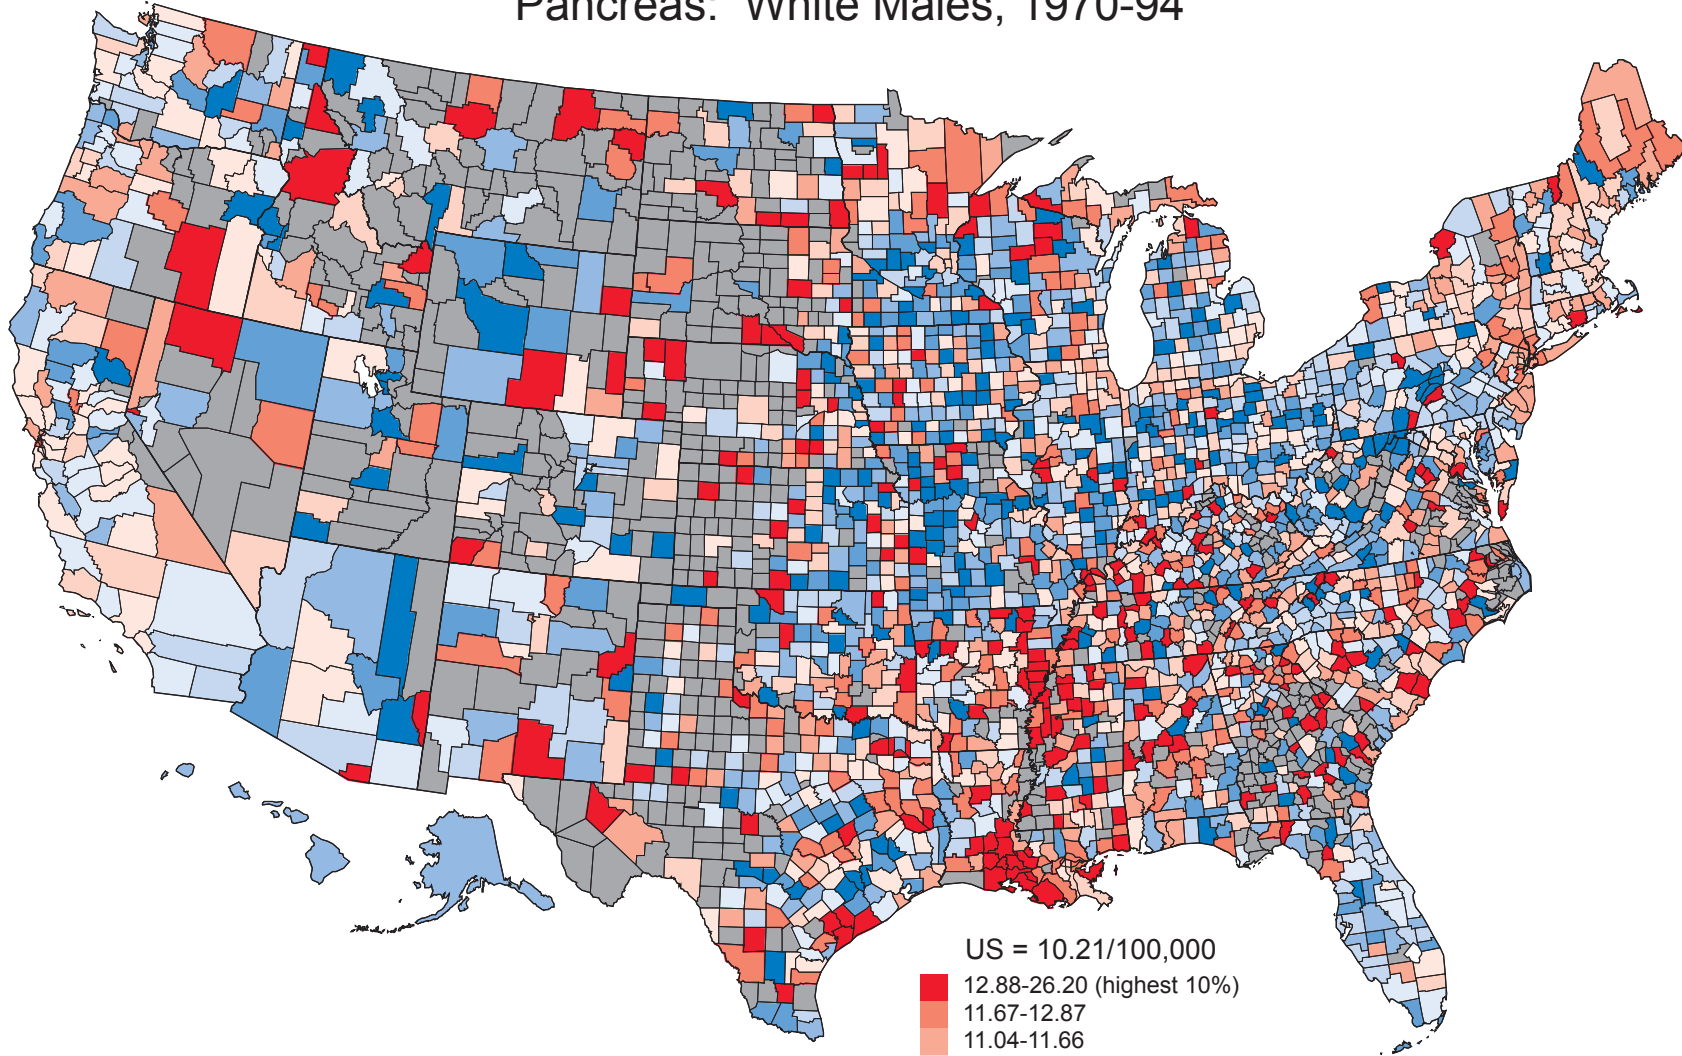 Pancreas: White Males, 1970-94
US = 10.21/100,000
12.88-26.20 (highest 10%)
11.67-12.87
11.04-11.66